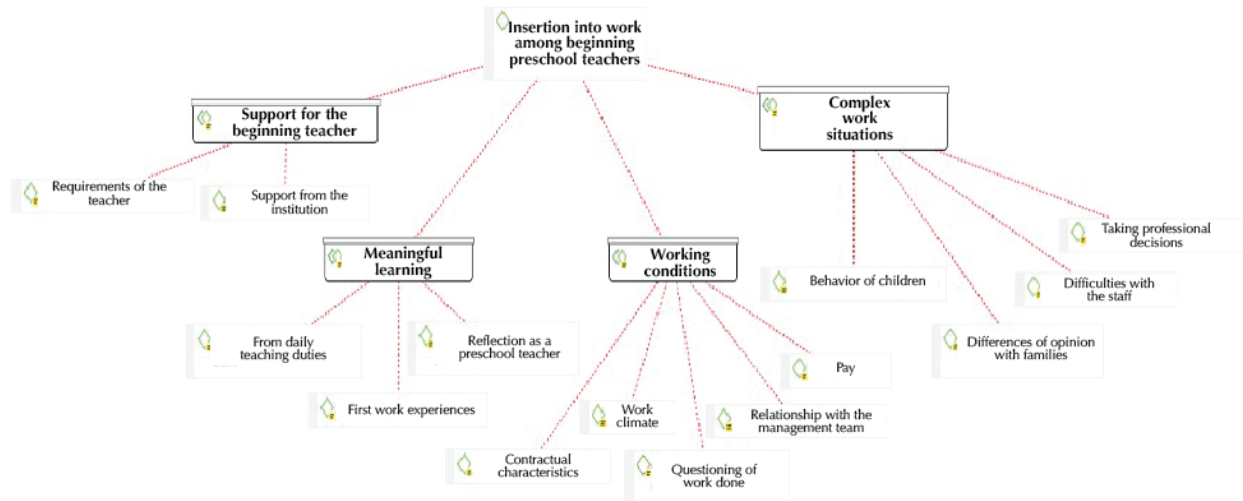 Insertion into work
among beginning
preschool teachers
Support for the
beginning teacher
Complex
work
situations
Requirements of the
teacher
Support from the
institution
Taking professional
decisions
Meaningful
learning
Working
conditions
Behavior of children
Difficulties with
the staff
From daily
teaching duties
Reflection as a
preschool teacher
Differences of opinion
with families
Pay
First work experiences
Work
climate
Relationship with the
management team
Contractual
characteristics
Questioning of
work done